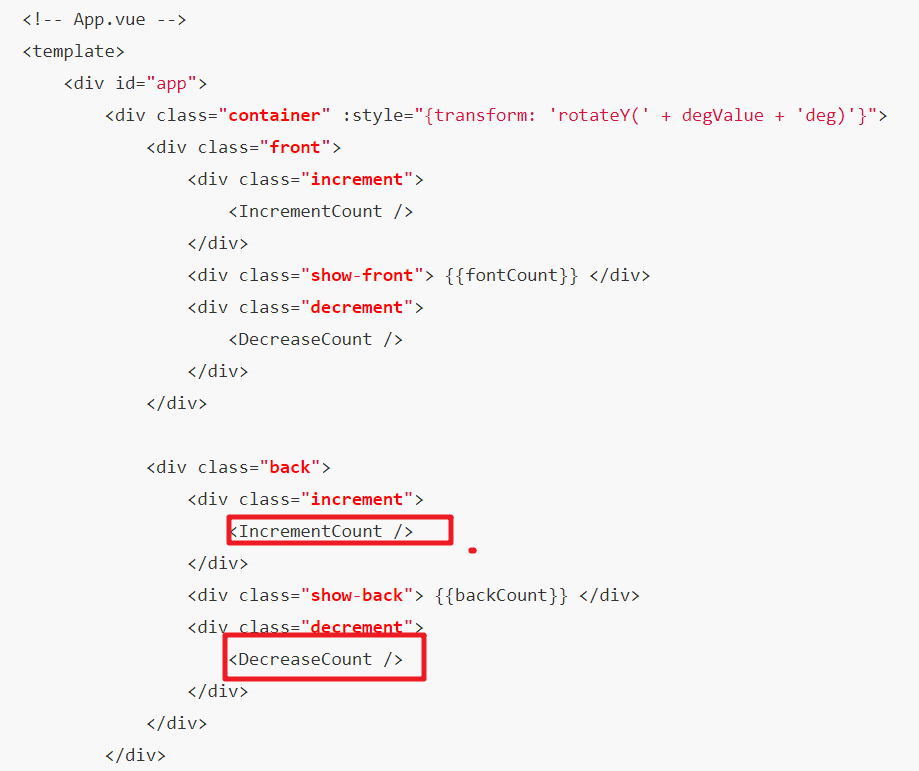 <!-- App.vue -->
<template>
<div id="app">
<div class="container" :style="{transform: 'rotateY(' + degValue + 'deg)'}">
<div class="front">
<div class="increment">
<IncrementCount />
</div>
<div class="show-front"> {{fontCount}} </div>
<div class="decrement">
<DecreaseCount />
</div>
</div>
<div class="back">
<div class="increment">
<IncrementCount />
</div>
<div class="show-back"> {{backCount}} </div>
<div class="decrement">
<DecreaseCount />
</div>
</div>
</div>